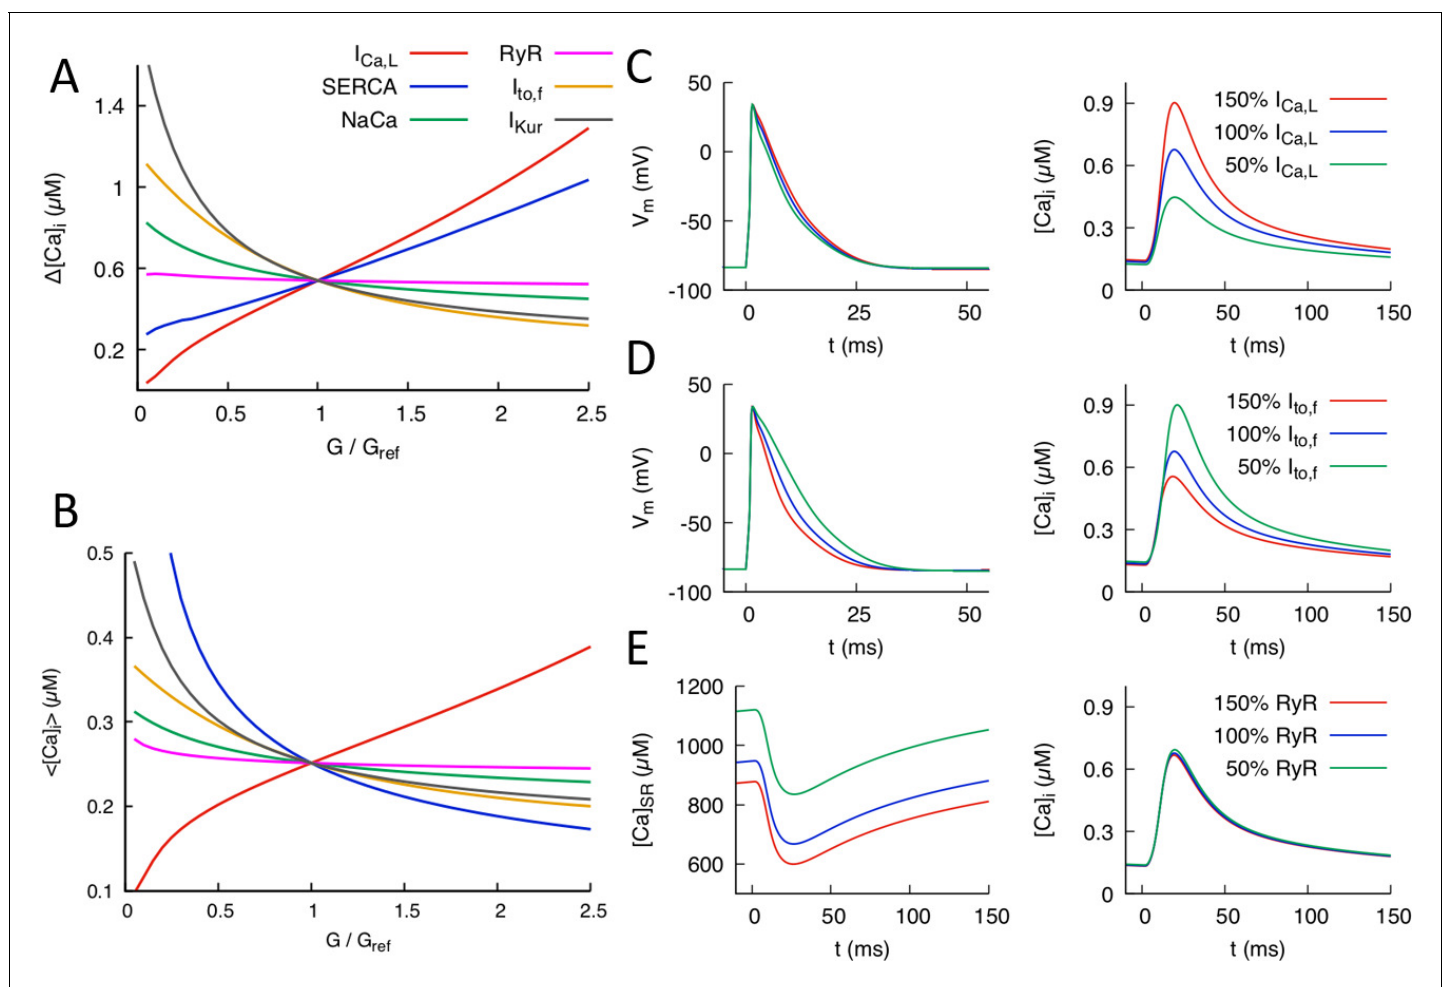 A
I_Ca,L
RyR
SERCA
I_to,f
NaCa
I_Kur
1.4
1
0.6
0.2
Δ[Ca]_i (µM)
0 0.5 1 1.5 2 2.5
G / G_ref
B
0.5
0.4
0.3
0.2
0.1
<[Ca]_i> (µM)
0 0.5 1 1.5 2 2.5
G / G_ref
C
50
0
-50
-100
V_m (mV)
0 25 50
t (ms)
150% I_Ca,L
100% I_Ca,L
50% I_Ca,L
0.9
0.6
0.3
0
[Ca]_i (µM)
0 50 100 150
t (ms)
D
50
0
-50
-100
V_m (mV)
0 25 50
t (ms)
150% I_to,f
100% I_to,f
50% I_to,f
0.9
0.6
0.3
0
[Ca]_i (µM)
0 50 100 150
t (ms)
E
1200
1000
800
600
[Ca]_SR (µM)
0 50 100 150
t (ms)
150% RyR
100% RyR
50% RyR
0.9
0.6
0.3
0
[Ca]_i (µM)
0 50 100 150
t (ms)